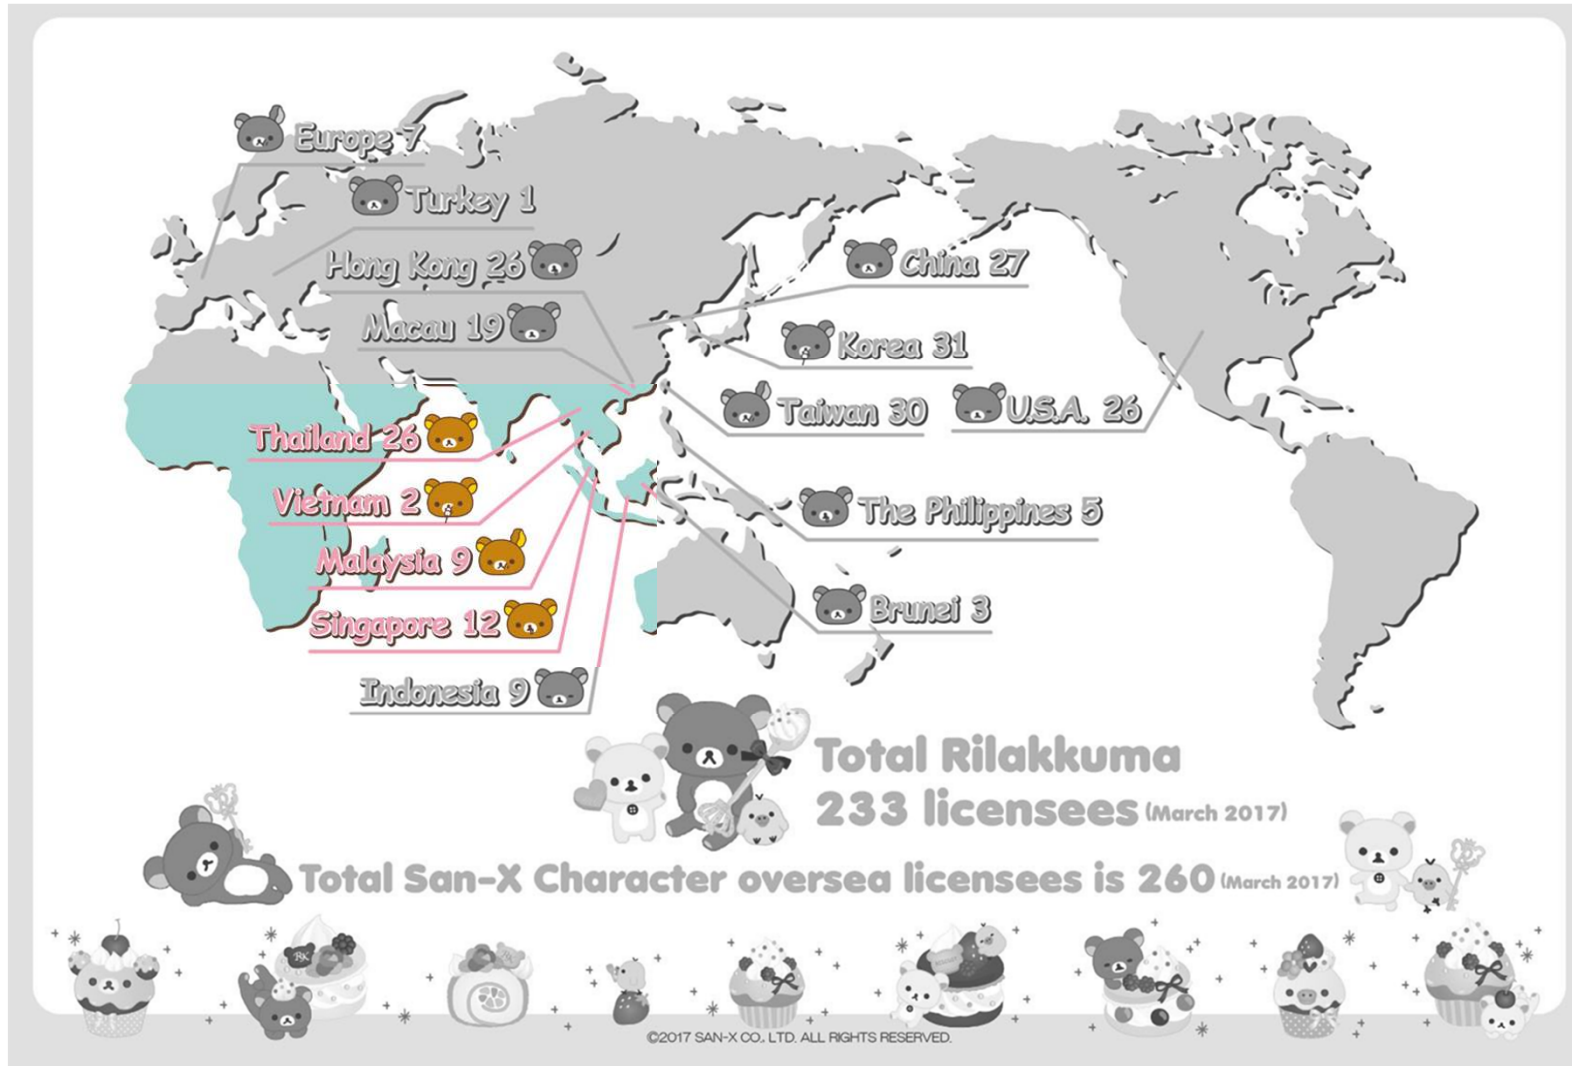 Europe 7
Turkey 1
Hong Kong 26
China 27
Macau 19
Korea 31
Taiwan 30
U.S.A. 26
Thailand 26
Vietnam 2
The Philippines 5
Malaysia 9
Brunei 3
Singapore 12
Indonesia 9
Total Rilakkuma
233 licensees (March 2017)
Total San-X Character oversea licensees is 260 (March 2017)
©2017 SAN-X CO., LTD. ALL RIGHTS RESERVED.